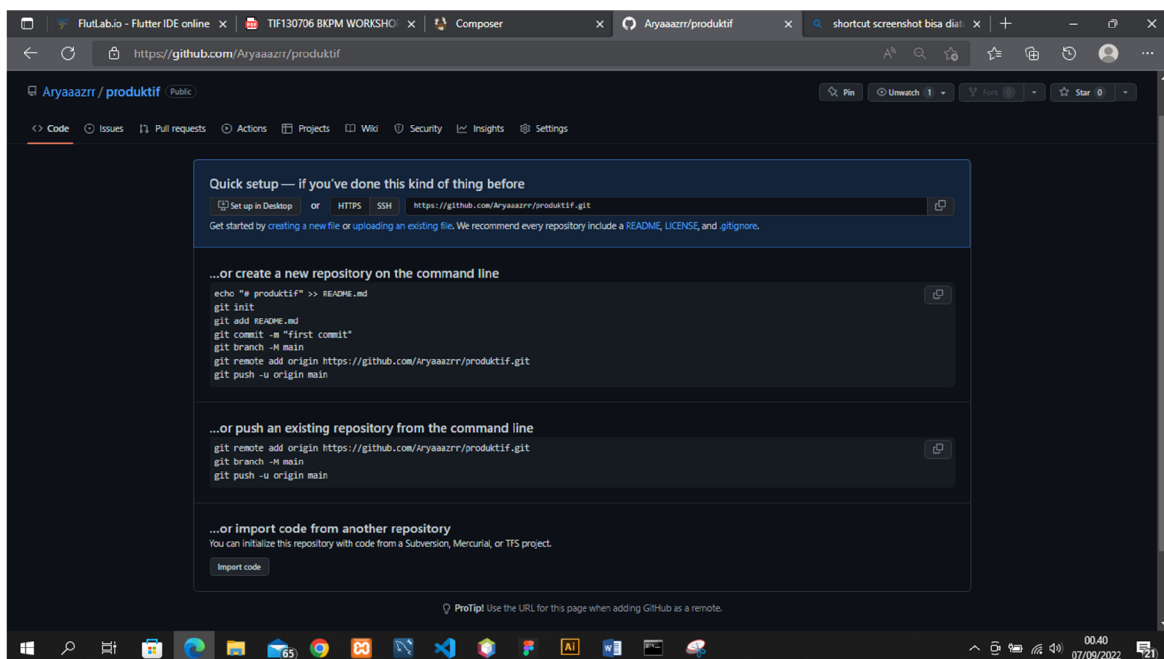 FlutLab.io - Flutter IDE online
TIF130706 BKPM WORKSHOP
Composer
Aryaaazrr/produktif
shortcut screenshot bisa diat
https://github.com/Aryaaazrr/produktif
Aryaaazrr / produktif Public
Pin
Unwatch 1
Fork 0
Star 0
Code
Issues
Pull requests
Actions
Projects
Wiki
Security
Insights
Settings
Quick setup — if you've done this kind of thing before
Set up in Desktop or HTTPS SSH https://github.com/Aryaaazrr/produktif.git
Get started by creating a new file or uploading an existing file. We recommend every repository include a README, LICENSE, and .gitignore.
...or create a new repository on the command line
echo "# produktif" >> README.md
git init
git add README.md
git commit -m "first commit"
git branch -M main
git remote add origin https://github.com/Aryaaazrr/produktif.git
git push -u origin main
...or push an existing repository from the command line
git remote add origin https://github.com/Aryaaazrr/produktif.git
git branch -M main
git push -u origin main
...or import code from another repository
You can initialize this repository with code from a Subversion, Mercurial, or TFS project.
Import code
ProTip! Use the URL for this page when adding GitHub as a remote.
65
Ai
00.40
07/09/2022
21